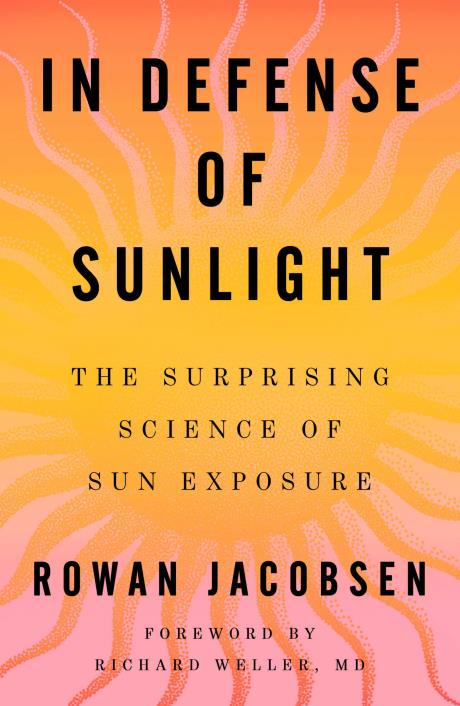 IN DEFENSE
OF
SUNLIGHT
THE SURPRISING
SCIENCE OF
SUN EXPOSURE
ROWAN JACOBSEN
FOREWORD BY
RICHARD WELLER, MD